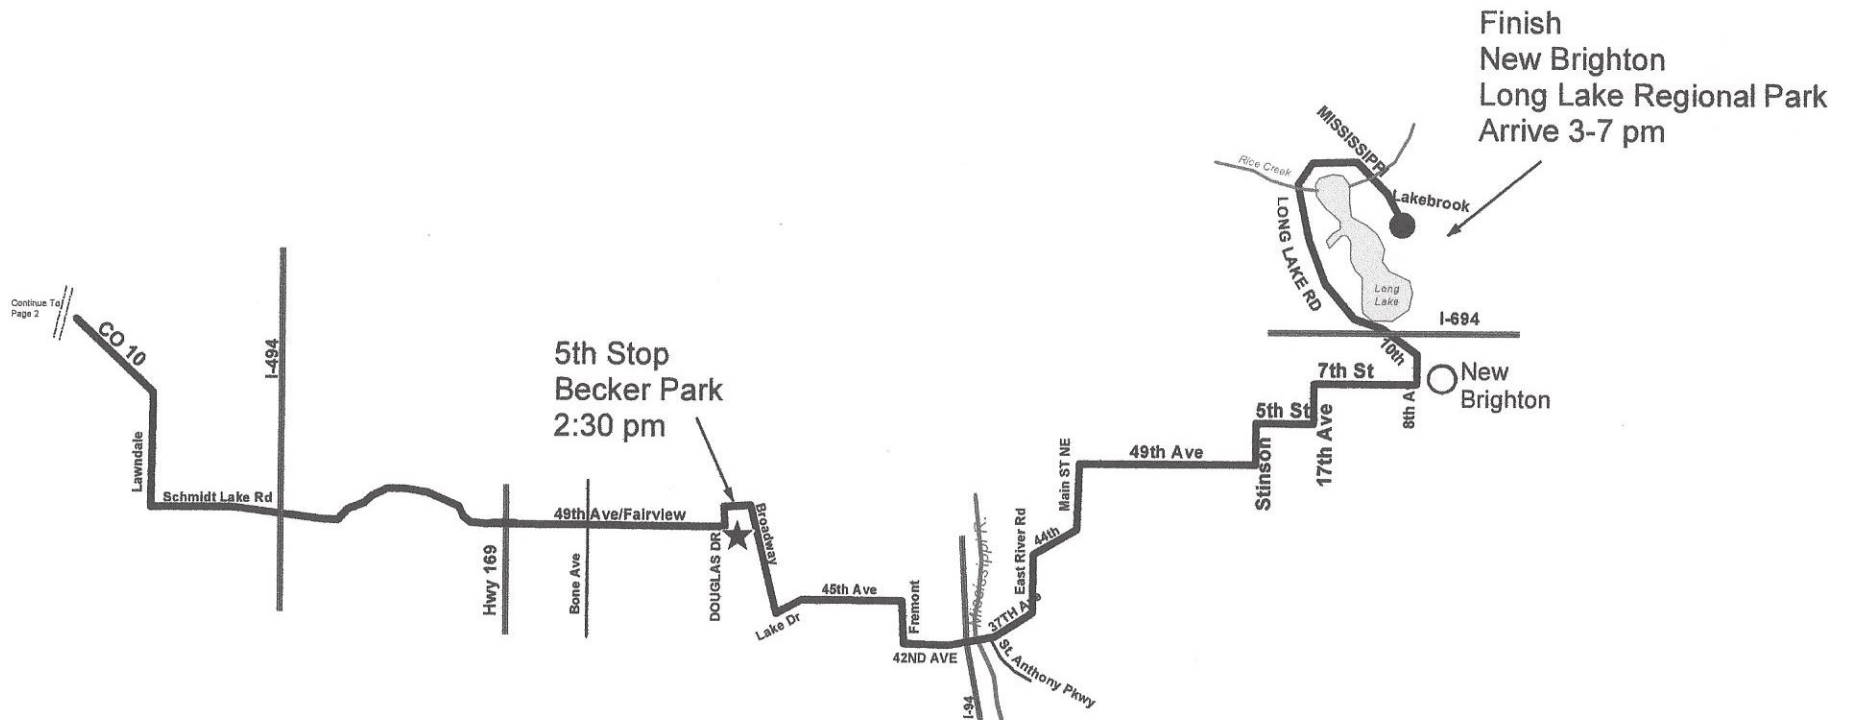 Finish
New Brighton
Long Lake Regional Park
Arrive 3-7 pm
MISSISSIPPI
Rice Creek
Lakebrook
LONG LAKE RD
Long
Lake
I-694
10th
7th St
New
Brighton
8th A
5th St
17th Ave
Stinson
49th Ave
Main ST NE
44th
East River Rd
Mississippi R.
37TH Ave
St. Anthony Pkwy
I-94
42ND AVE
Fremont
45th Ave
Lake Dr
Broadway
DOUGLAS DR
5th Stop
Becker Park
2:30 pm
49th Ave/Fairview
Bone Ave
Hwy 169
I-494
Schmidt Lake Rd
Lawndale
CO 10
Continue To
Page 2